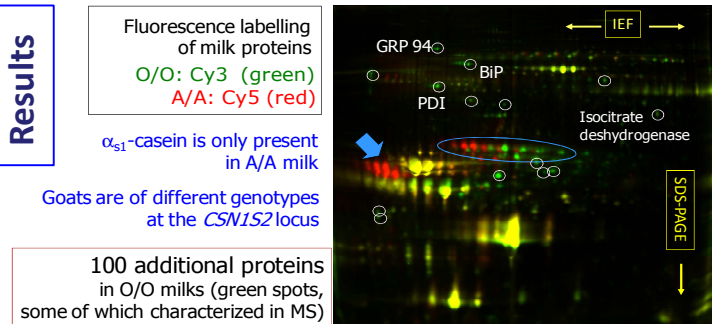 Results
Fluorescence labelling
of milk proteins
O/O: Cy3 (green)
A/A: Cy5 (red)
αs1-casein is only present
in A/A milk
Goats are of different genotypes
at the CSN1S2 locus
100 additional proteins
in O/O milks (green spots,
some of which characterized in MS)
IEF
GRP 94
BiP
PDI
Isocitrate
deshydrogenase
SDS-PAGE